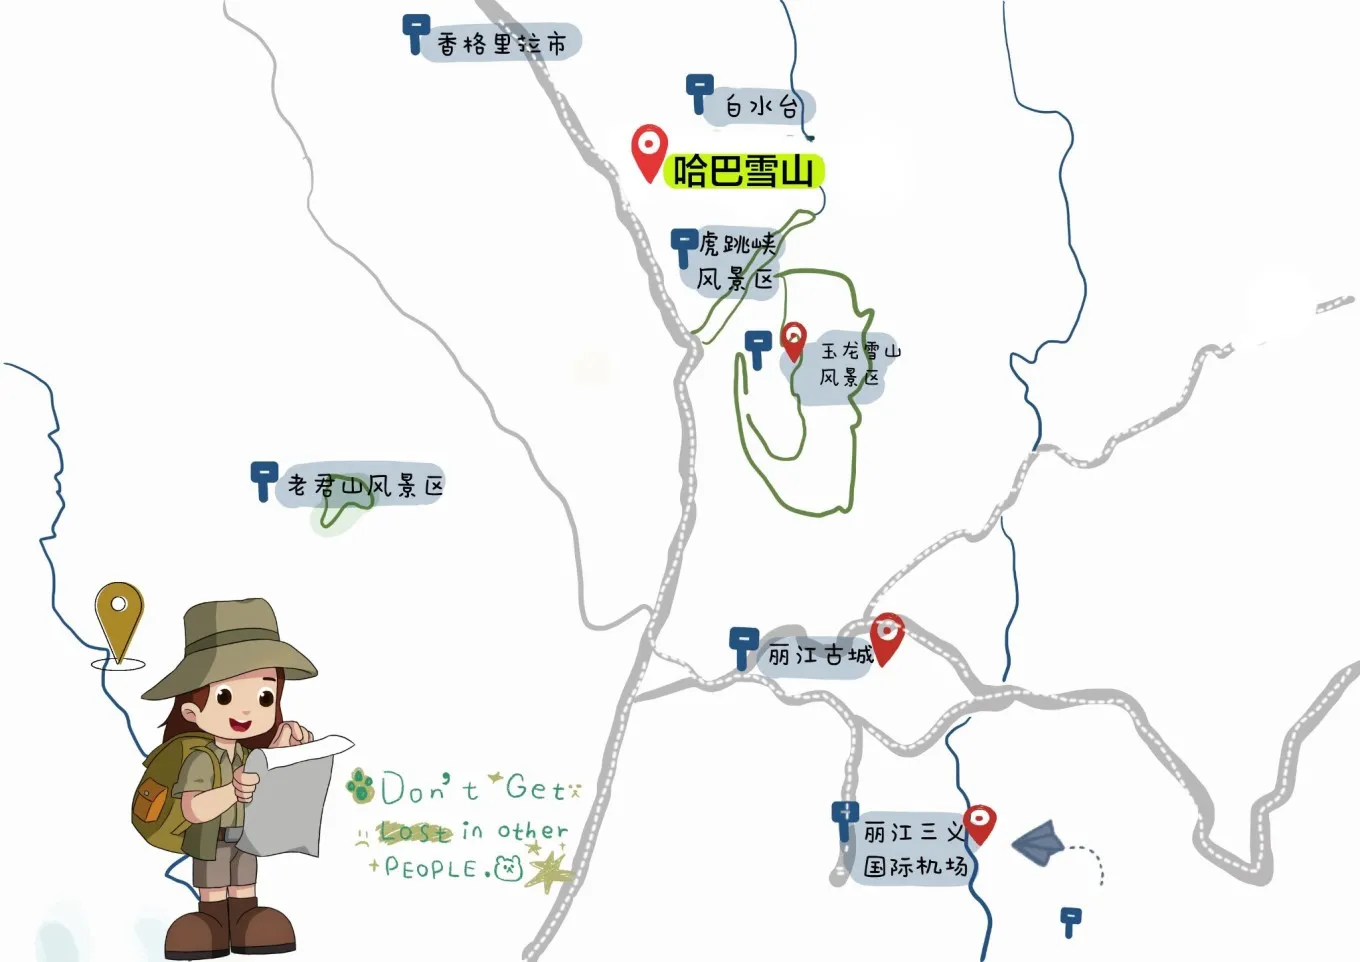 香格里拉市
白水台
哈巴雪山
虎跳峡
风景区
玉龙雪山
风景区
老君山风景区
丽江古城
Don't Get
Lost in other
PEOPLE.
丽江三义
国际机场